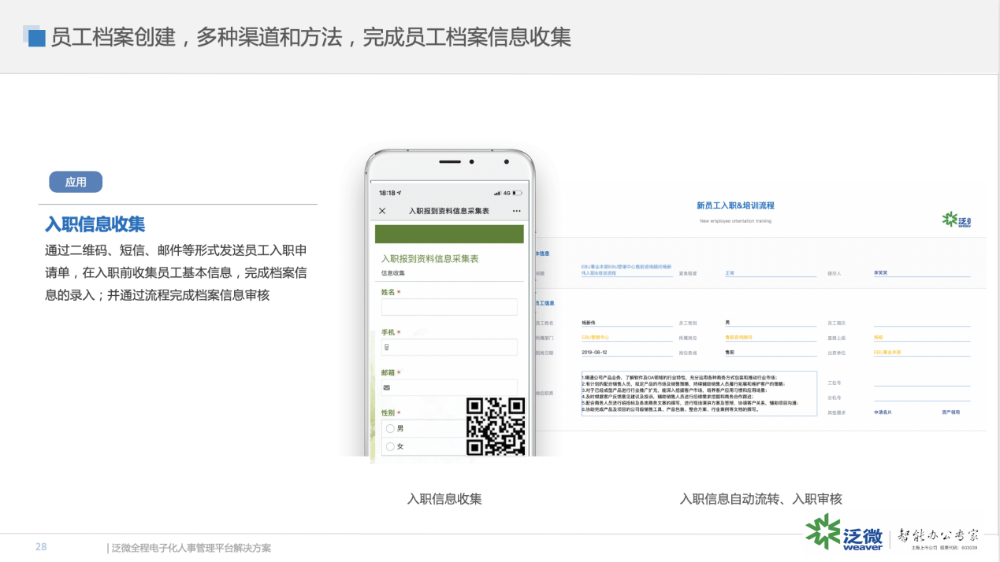 员工档案创建，多种渠道和方法，完成员工档案信息收集
应用
入职信息收集
通过二维码、短信、邮件等形式发送员工入职申
请单，在入职前收集员工基本信息，完成档案信
息的录入；并通过流程完成档案信息审核
18:18
4G
入职报到资料信息采集表
入职报到资料信息采集表
信息收集
姓名 *
手机 *
邮箱 *
性别 *
男
女
入职信息收集
新员工入职&培训流程
New employee orientation training
泛微
weaver
本信息
标题
EBU事业本部EBU营销中心售前咨询顾问杨新
伟入职&培训流程
紧急程度
正常
提交人
李芙芙
员工信息
员工姓名
杨新伟
员工性别
男
员工简历
所属部门
EBU营销中心
所属岗位
售前咨询顾问
直接上级
到岗日期
2019-08-12
岗位条线
售前
EBU事业本部
岗位职责
1.精通公司产品业务，了解软件及OA领域的行业特性，充分运用各种商务方式包装和推动行业市场；
2.有计划的配合销售人员，拟定产品的市场及销售策略，持续辅助销售人员履行拓展和维护客户的策略；
3.对于已经成型产品进行行业推广扩充，能深入挖掘客户市场，培养客户应用习惯和应用场景；
4.及时根据客户反馈意见建议及投诉，辅助销售人员进行后续需求挖掘和商务合作跟进；
5.配合商务人员进行招投标及各类商务文案的撰写，进行现场演讲方案及答辩，协调客户关系，辅助项目沟通；
6.协助完成产品及项目的公司级销售工具、产品包装、整合方案、行业案例等文档的撰写。
工位号
分机号
其他需求
申请名片
资产领用
入职信息自动流转、入职审核
28
| 泛微全程电子化人事管理平台解决方案
泛微
weaver
智能办公专家
主板上市公司 股票代码：603039